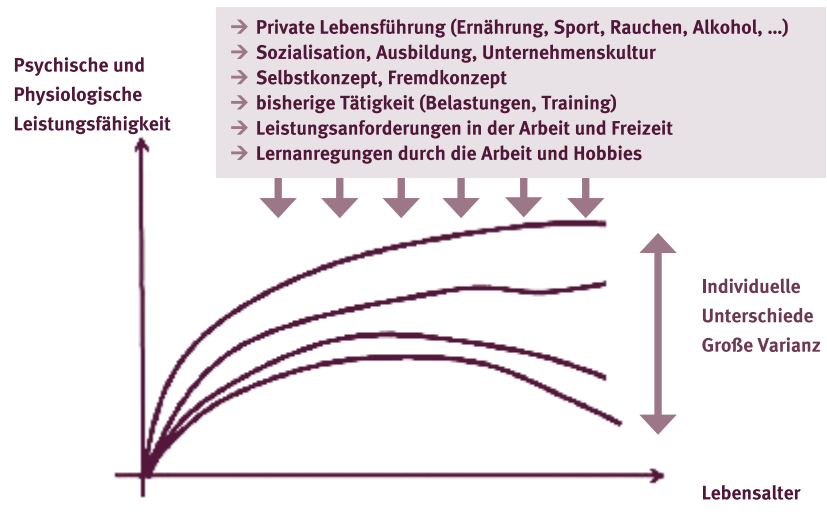 → Private Lebensführung (Ernährung, Sport, Rauchen, Alkohol, ...)
→ Sozialisation, Ausbildung, Unternehmenskultur
→ Selbstkonzept, Fremdkonzept
→ bisherige Tätigkeit (Belastungen, Training)
→ Leistungsanforderungen in der Arbeit und Freizeit
→ Lernanregungen durch die Arbeit und Hobbies
Psychische und
Physiologische
Leistungsfähigkeit
Individuelle
Unterschiede
Große Varianz
Lebensalter